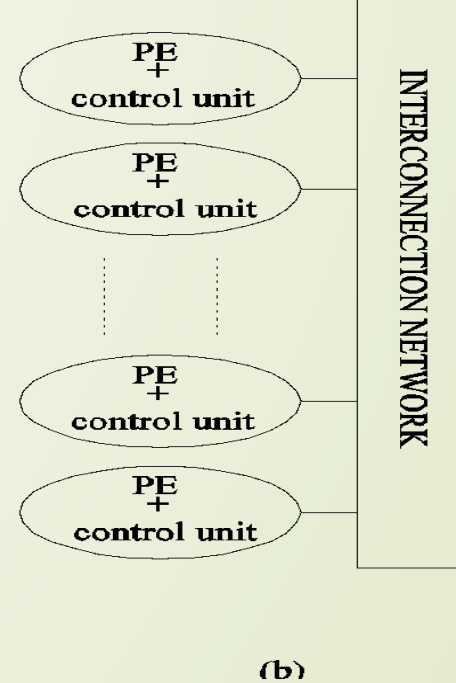 PE
+
control unit
PE
+
control unit
PE
+
control unit
PE
+
control unit
INTERCONNECTION NETWORK
(b)